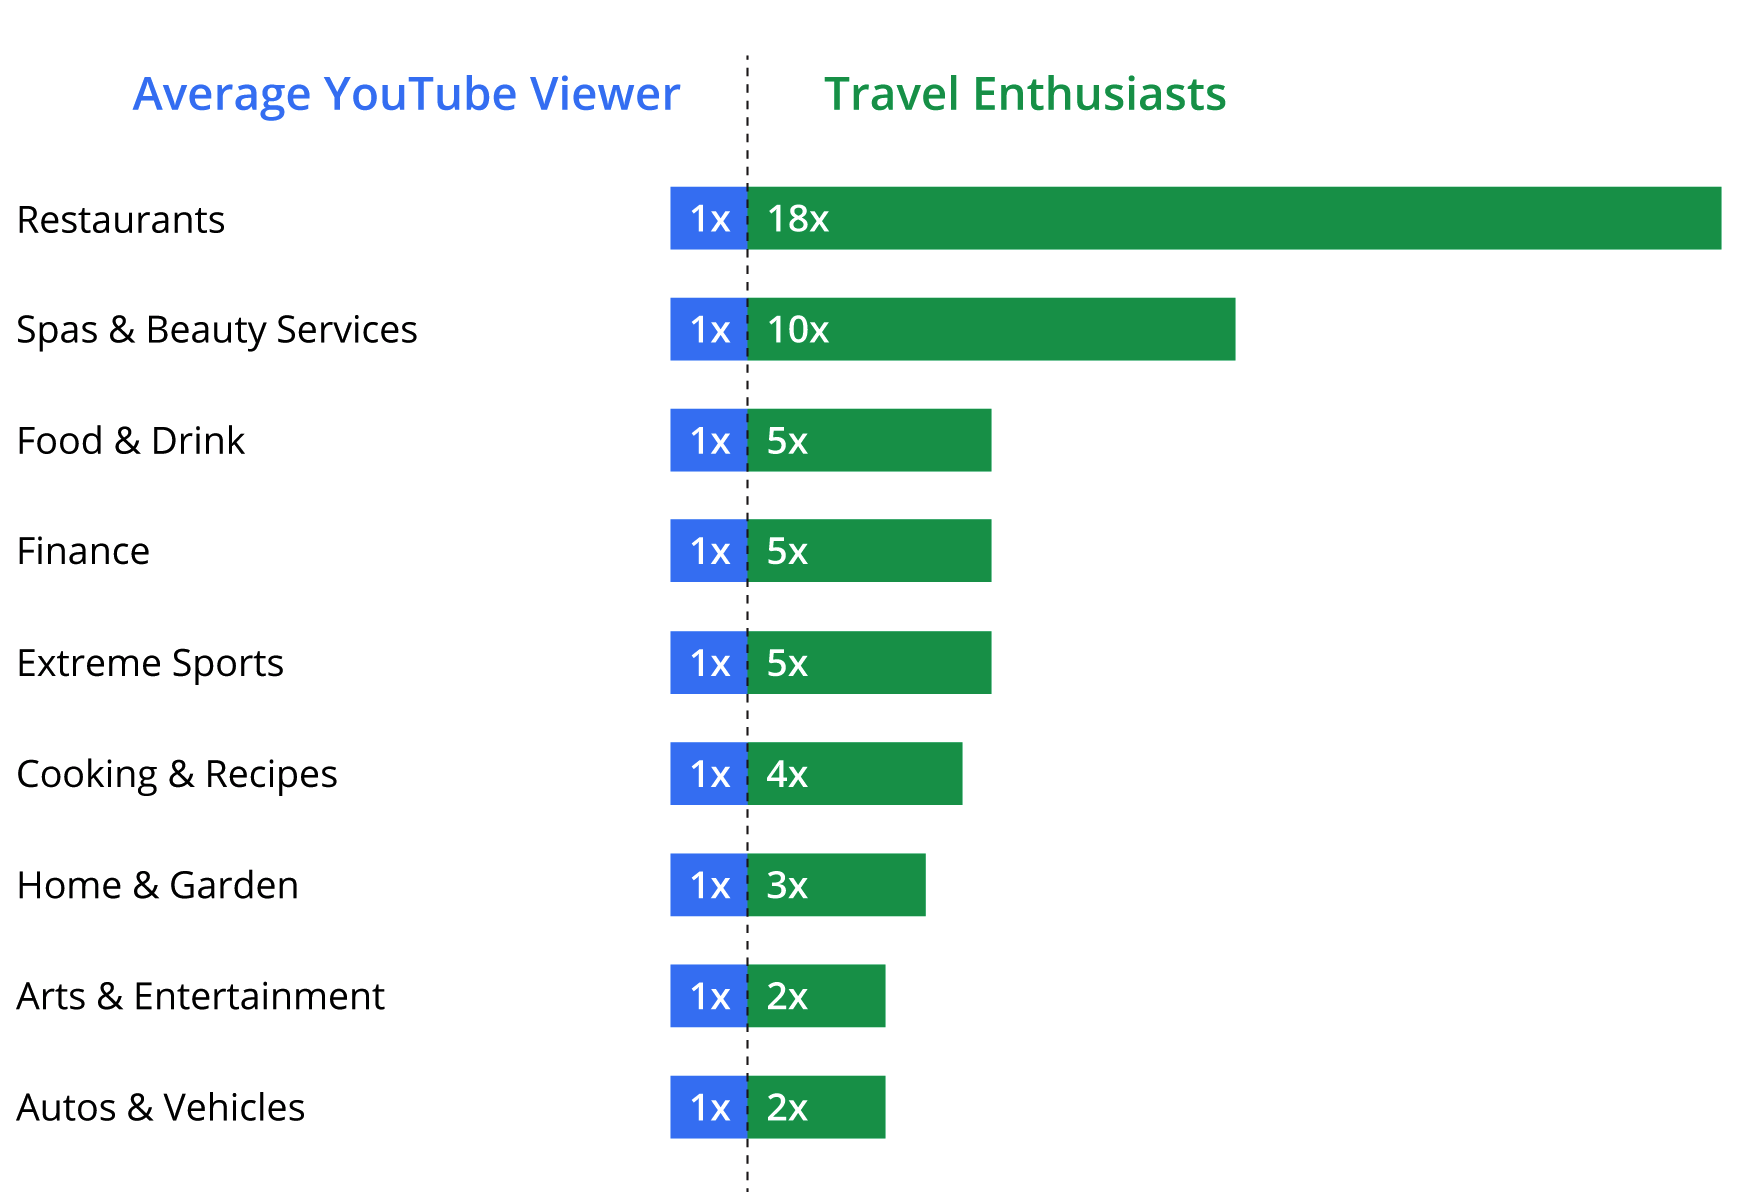 Average YouTube Viewer Travel Enthusiasts
Restaurants 1x 18x
Spas & Beauty Services 1x 10x
Food & Drink 1x 5x
Finance 1x 5x
Extreme Sports 1x 5x
Cooking & Recipes 1x 4x
Home & Garden 1x 3x
Arts & Entertainment 1x 2x
Autos & Vehicles 1x 2x